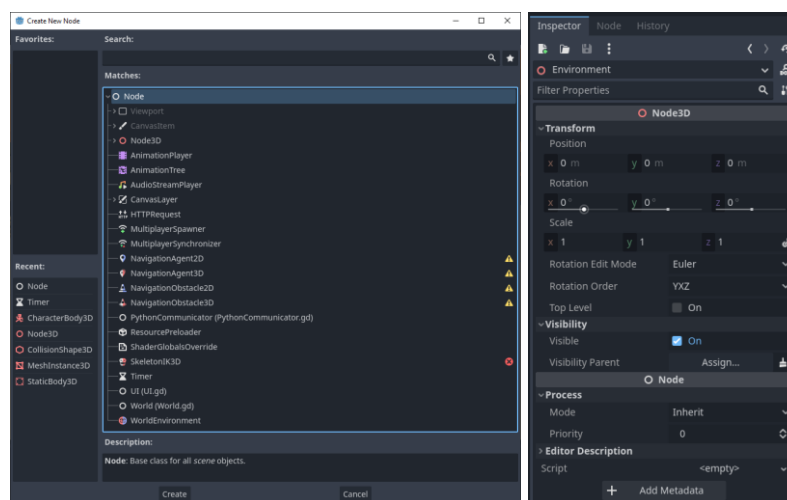 Create New Node
Favorites:
Search:
Matches:
Node
Viewport
CanvasItem
Node3D
AnimationPlayer
AnimationTree
AudioStreamPlayer
CanvasLayer
HTTPRequest
MultiplayerSpawner
MultiplayerSynchronizer
NavigationAgent2D
NavigationAgent3D
NavigationObstacle2D
NavigationObstacle3D
PythonCommunicator (PythonCommunicator.gd)
ResourcePreloader
ShaderGlobalsOverride
SkeletonIK3D
Timer
UI (UI.gd)
World (World.gd)
WorldEnvironment
Recent:
Node
Timer
CharacterBody3D
Node3D
CollisionShape3D
MeshInstance3D
StaticBody3D
Description:
Node: Base class for all scene objects.
Create Cancel
Inspector Node History
Environment
Filter Properties
Node3D
Transform
Position
x 0 m y 0 m z 0 m
Rotation
x 0° y 0° z 0°
Scale
x 1 y 1 z 1
Rotation Edit Mode Euler
Rotation Order YXZ
Top Level On
Visibility
Visible On
Visibility Parent Assign...
Node
Process
Mode Inherit
Priority 0
Editor Description
Script <empty>
+ Add Metadata